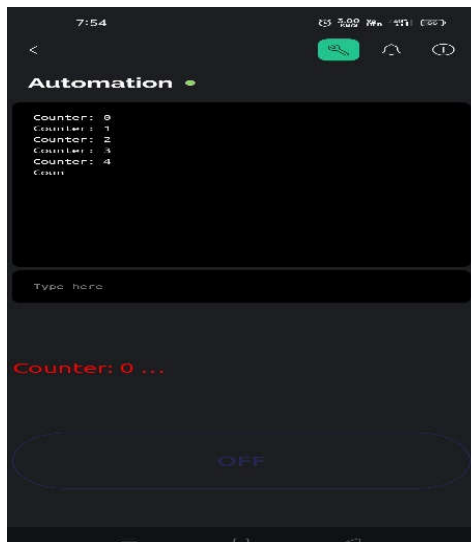 7:54
Automation
Counter: 0
Counter: 1
Counter: 2
Counter: 3
Counter: 4
Coun
Type here
Counter: 0 ...
OFF